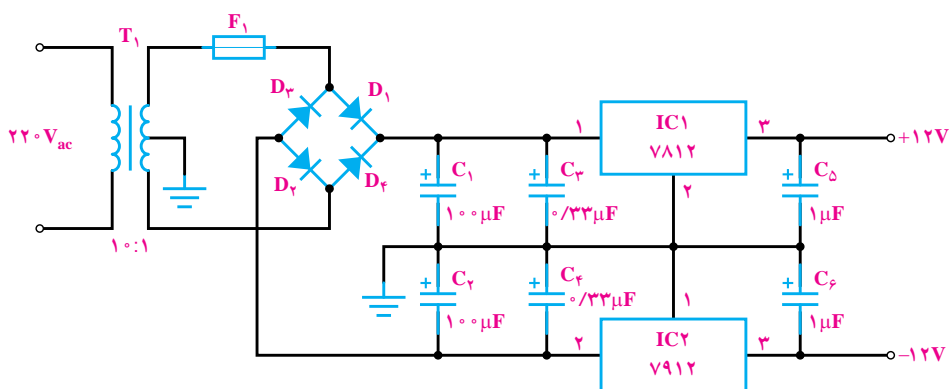 T۱
F۱
D۳
D۱
D۲
D۴
۲۲۰Vac
۱۰:۱
۱
IC۱
۷۸۱۲
۳
۲
+۱۲V
+
C۱
۱۰۰µF
+
C۳
۰/۳۳µF
+
C۵
۱µF
+
C۲
۱۰۰µF
+
C۴
۰/۳۳µF
+
C۶
۱µF
۱
۲
IC۲
۷۹۱۲
۳
–۱۲V